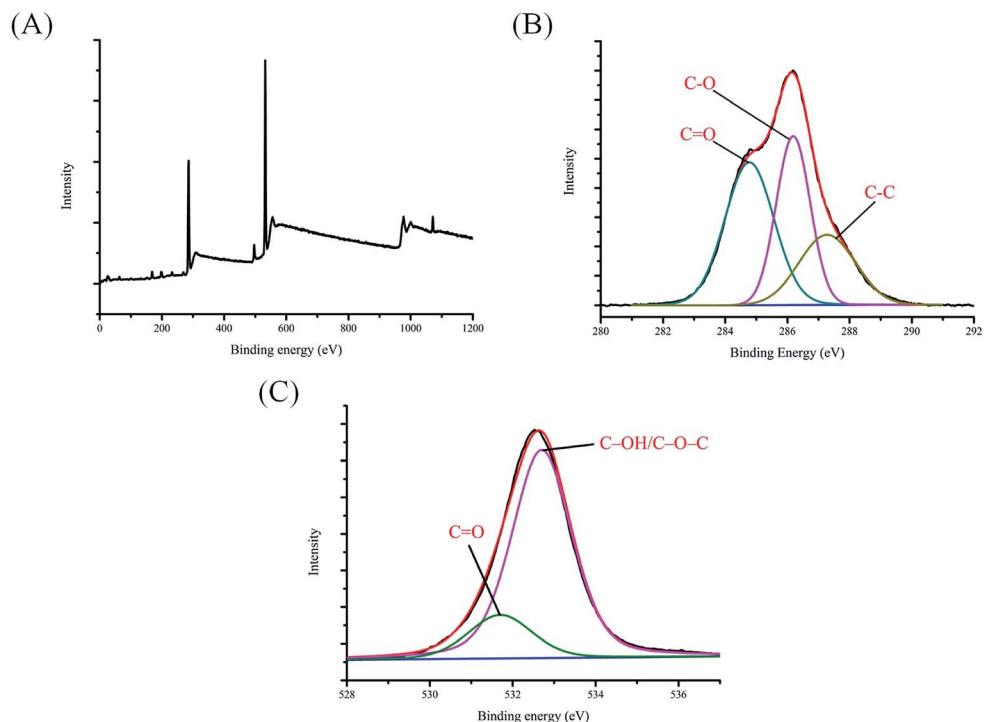 (A)
Intensity
0 200 400 600 800 1000 1200
Binding energy (eV)
(B)
Intensity
C-O
C=O
C-C
280 282 284 286 288 290 292
Binding Energy (eV)
(C)
Intensity
C=O
C–OH/C–O–C
528 530 532 534 536
Binding energy (eV)